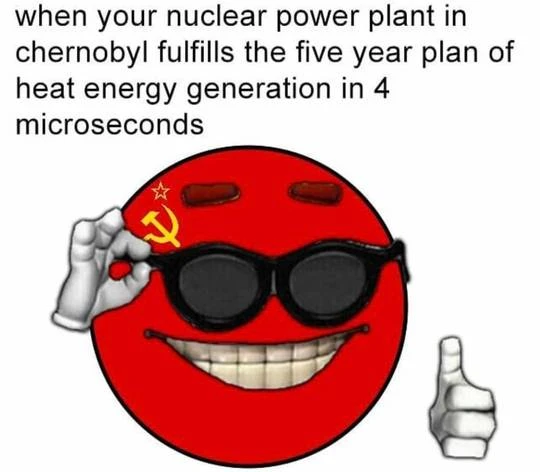 when your nuclear power plant in
chernobyl fulfills the five year plan of
heat energy generation in 4
microseconds